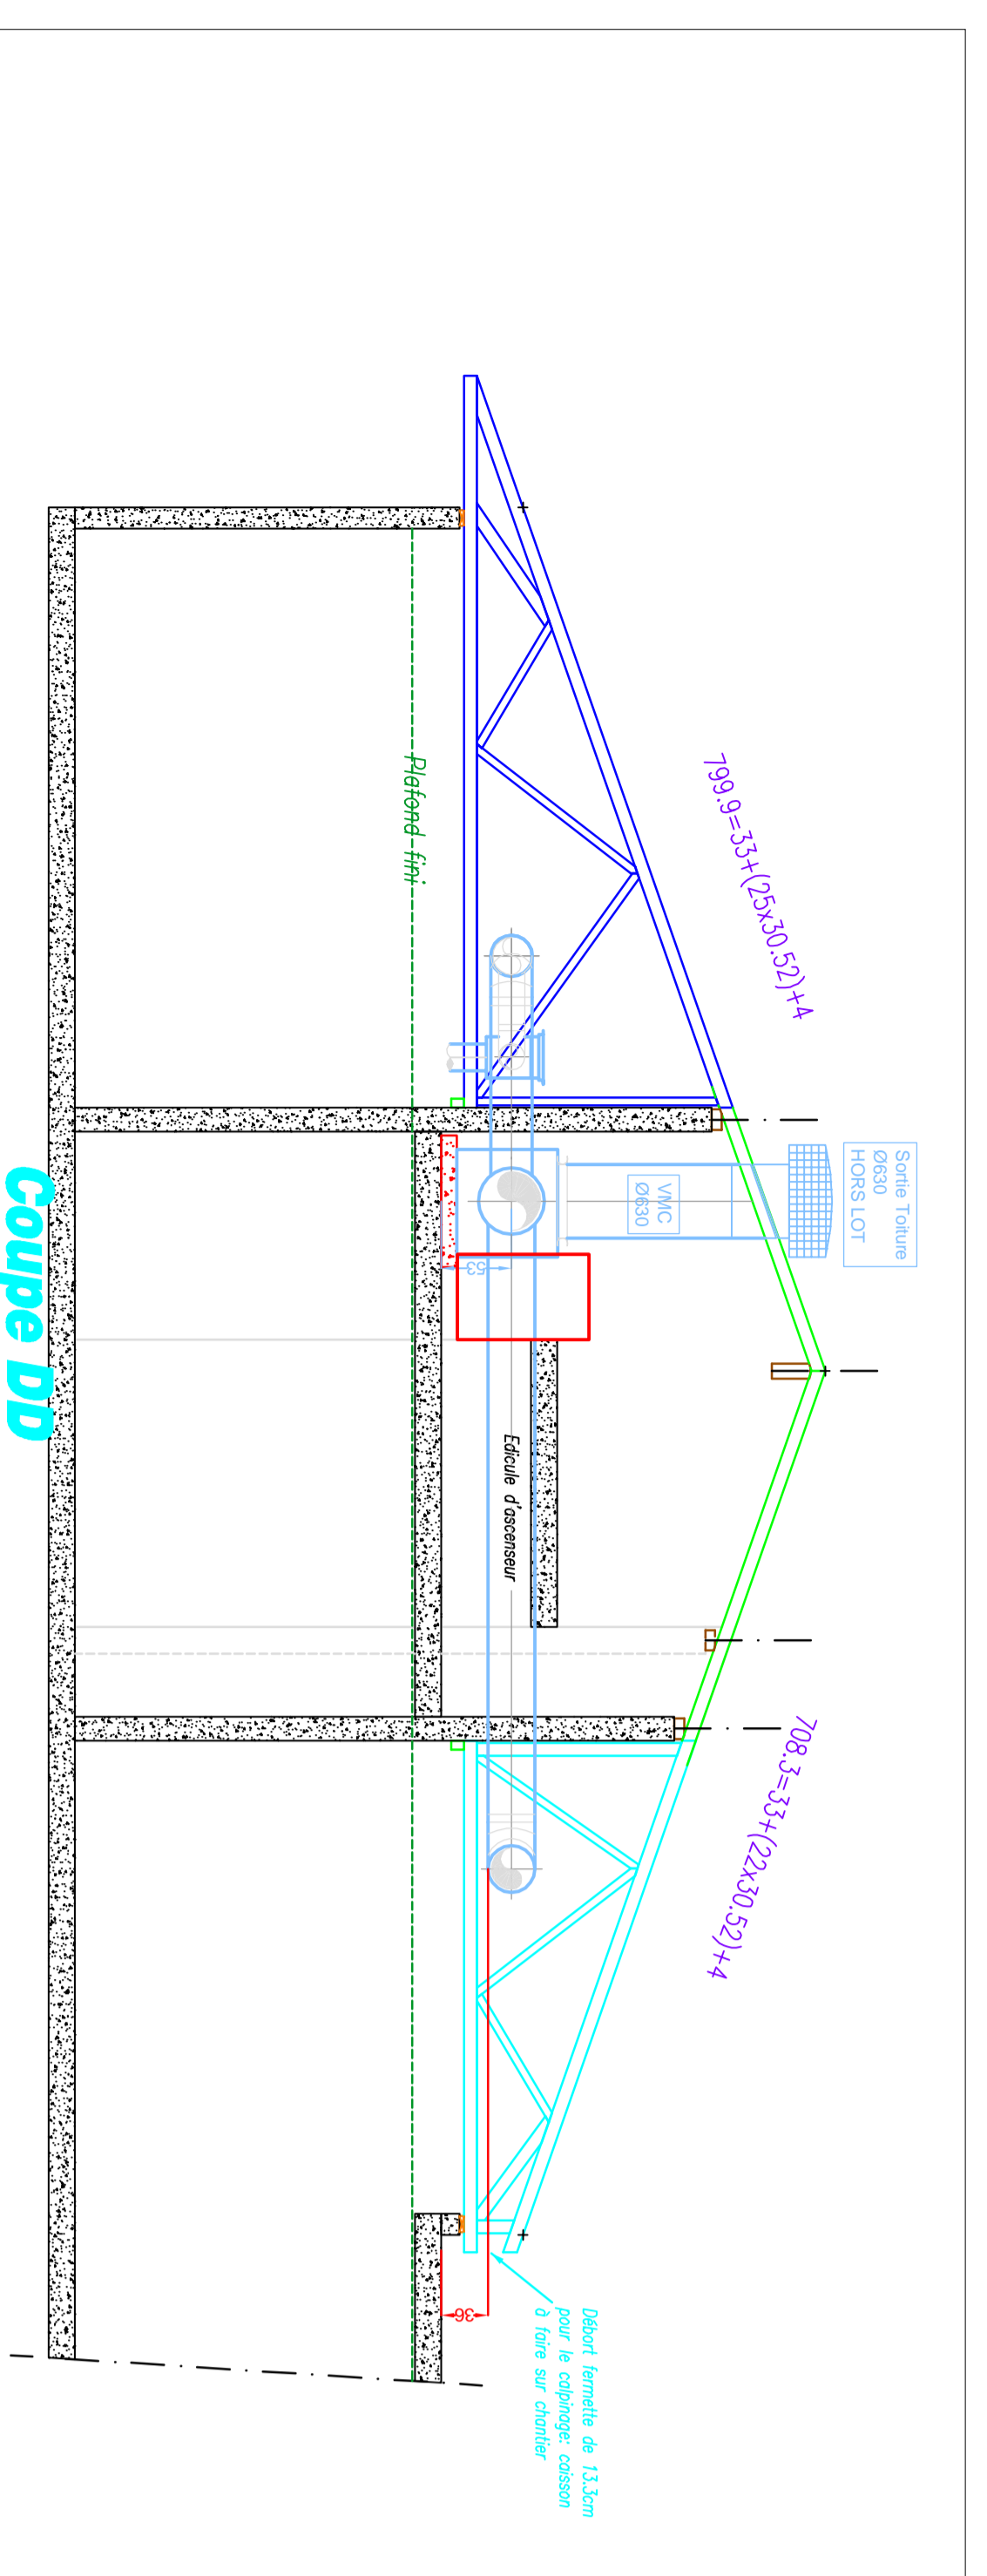 799.9=33+(25x30.52)+4
Sortie Toiture
Ø630
HORS LOT
VMC
Ø630
708.3=33+(22x30.52)+4
Plafond fini
53
Edicule d'ascenseur
36
Débort fermette de 13.3cm
pour le calpinage: caisson
à faire sur chantier
Coupe DD